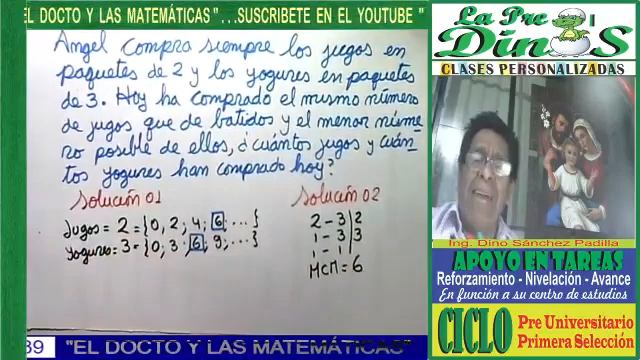 EL DOCTO Y LAS MATEMÁTICAS" "...SUSCRIBETE EN EL YOUTUBE "
La Pre
DinoS
CLASES PERSONALIZADAS
Angel compra siempre los juegos en
paquetes de 2 y los yogures en paquetes
de 3. Hoy ha comprado el mismo número
de jugos que de batidos y el menor núme-
ro posible de ellos, ¿cuántos jugos y cuán-
tos yogures han comprado hoy?
Solución 01
Jugos = 2 = {0, 2, 4; 6; ... }
Yogures = 3 = {0, 3, 6, 9; ... }
Solución 02
2 - 3 | 2
1 - 3 | 3
1 - 1 |
MCM = 6
Ing. Dino Sánchez Padilla
APOYO EN TAREAS
Reforzamiento - Nivelación - Avance
En función a su centro de estudios
CICLO Pre Universitario
Primera Selección
39 "EL DOCTO Y LAS MATEMÁTICAS"